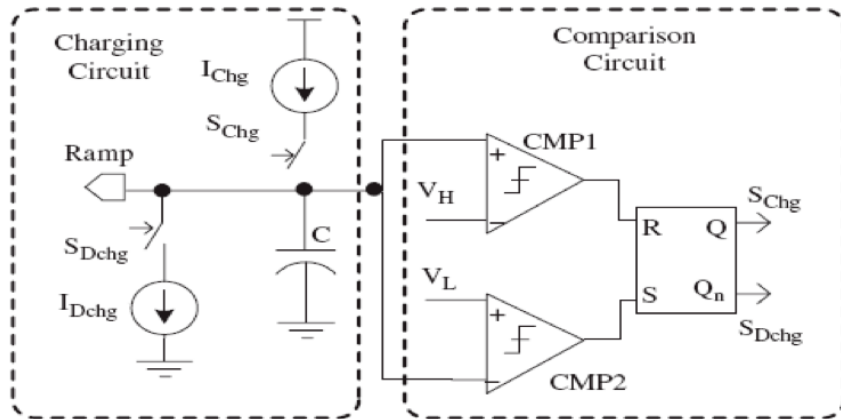 Charging
Circuit
I_Chg
S_Chg
Ramp
S_Dchg
C
I_Dchg
Comparison
Circuit
CMP1
+
V_H
−
V_L
+
−
CMP2
R
Q
S
Q_n
S_Chg
S_Dchg